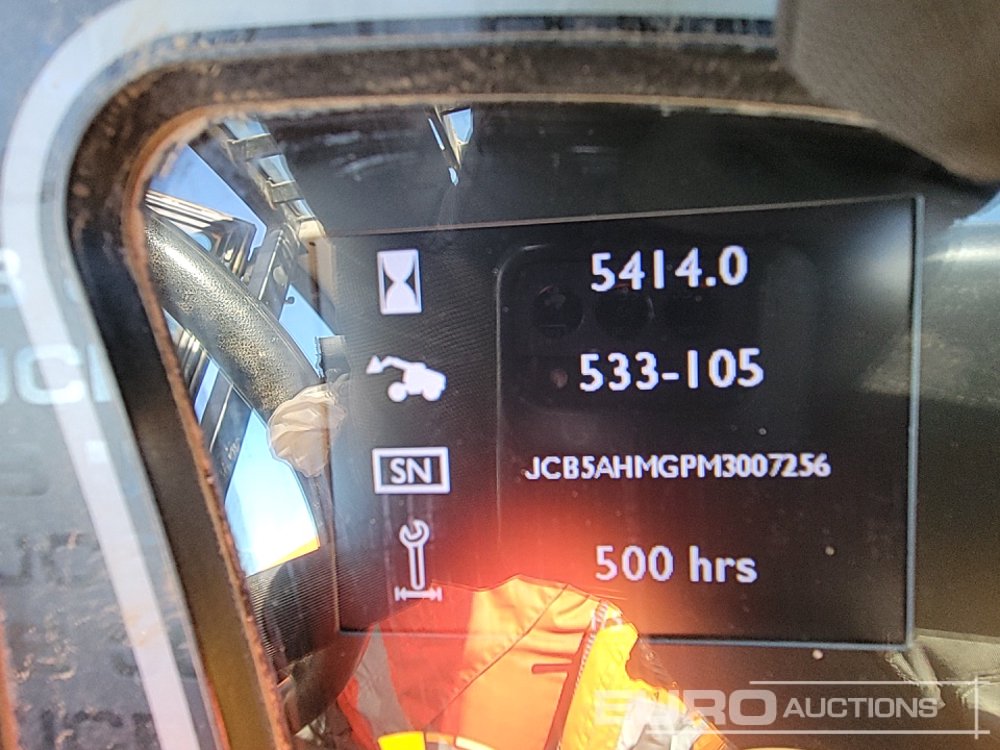 5414.0
533-105
SN JCB5AHMGPM3007256
500 hrs
EURO AUCTIONS